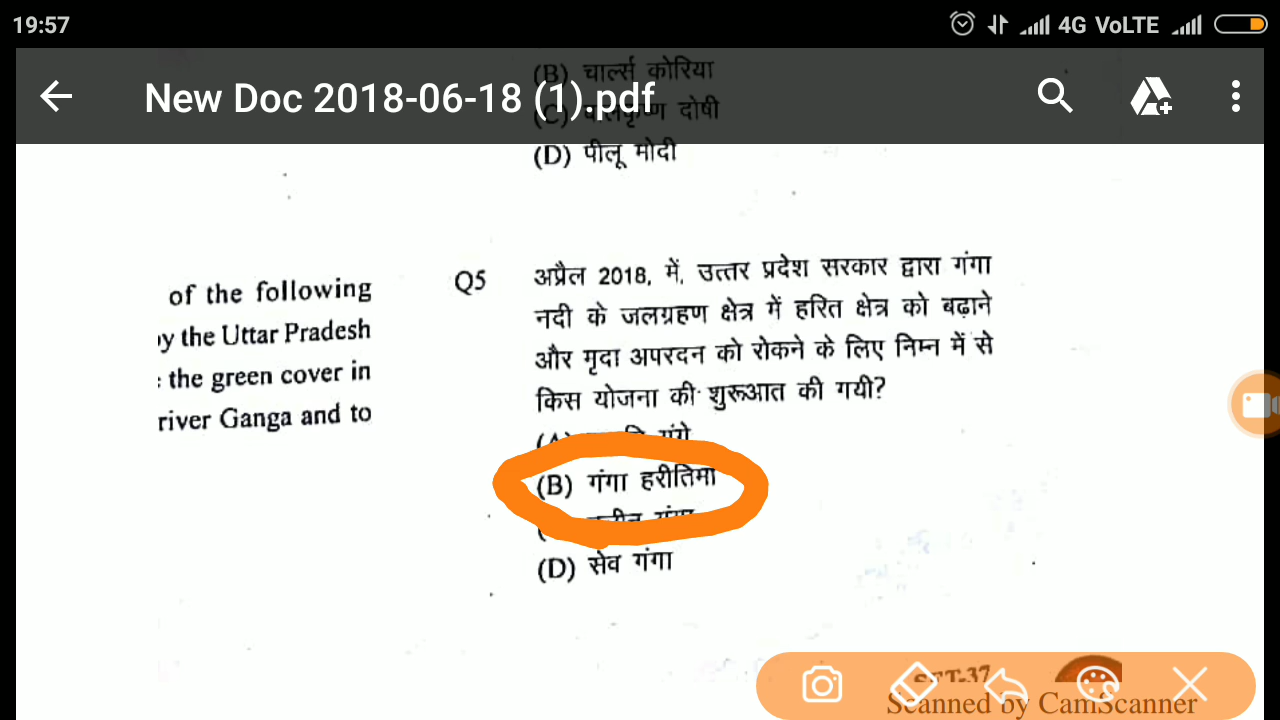 19:57
4G VoLTE
New Doc 2018-06-18 (1).pdf
(B) चार्ल्स कोरिया
(C) दोषी
(D) पीलू मोदी
of the following
the Uttar Pradesh
the green cover in
river Ganga and to
Q5 अप्रैल 2018, में, उत्तर प्रदेश सरकार द्वारा गंगा
नदी के जलग्रहण क्षेत्र में हरित क्षेत्र को बढ़ाने
और मृदा अपरदन को रोकने के लिए निम्न में से
किस योजना की शुरूआत की गयी?
(B) गंगा हरीतिमा
(D) सेव गंगा
SET-37
Scanned by CamScanner